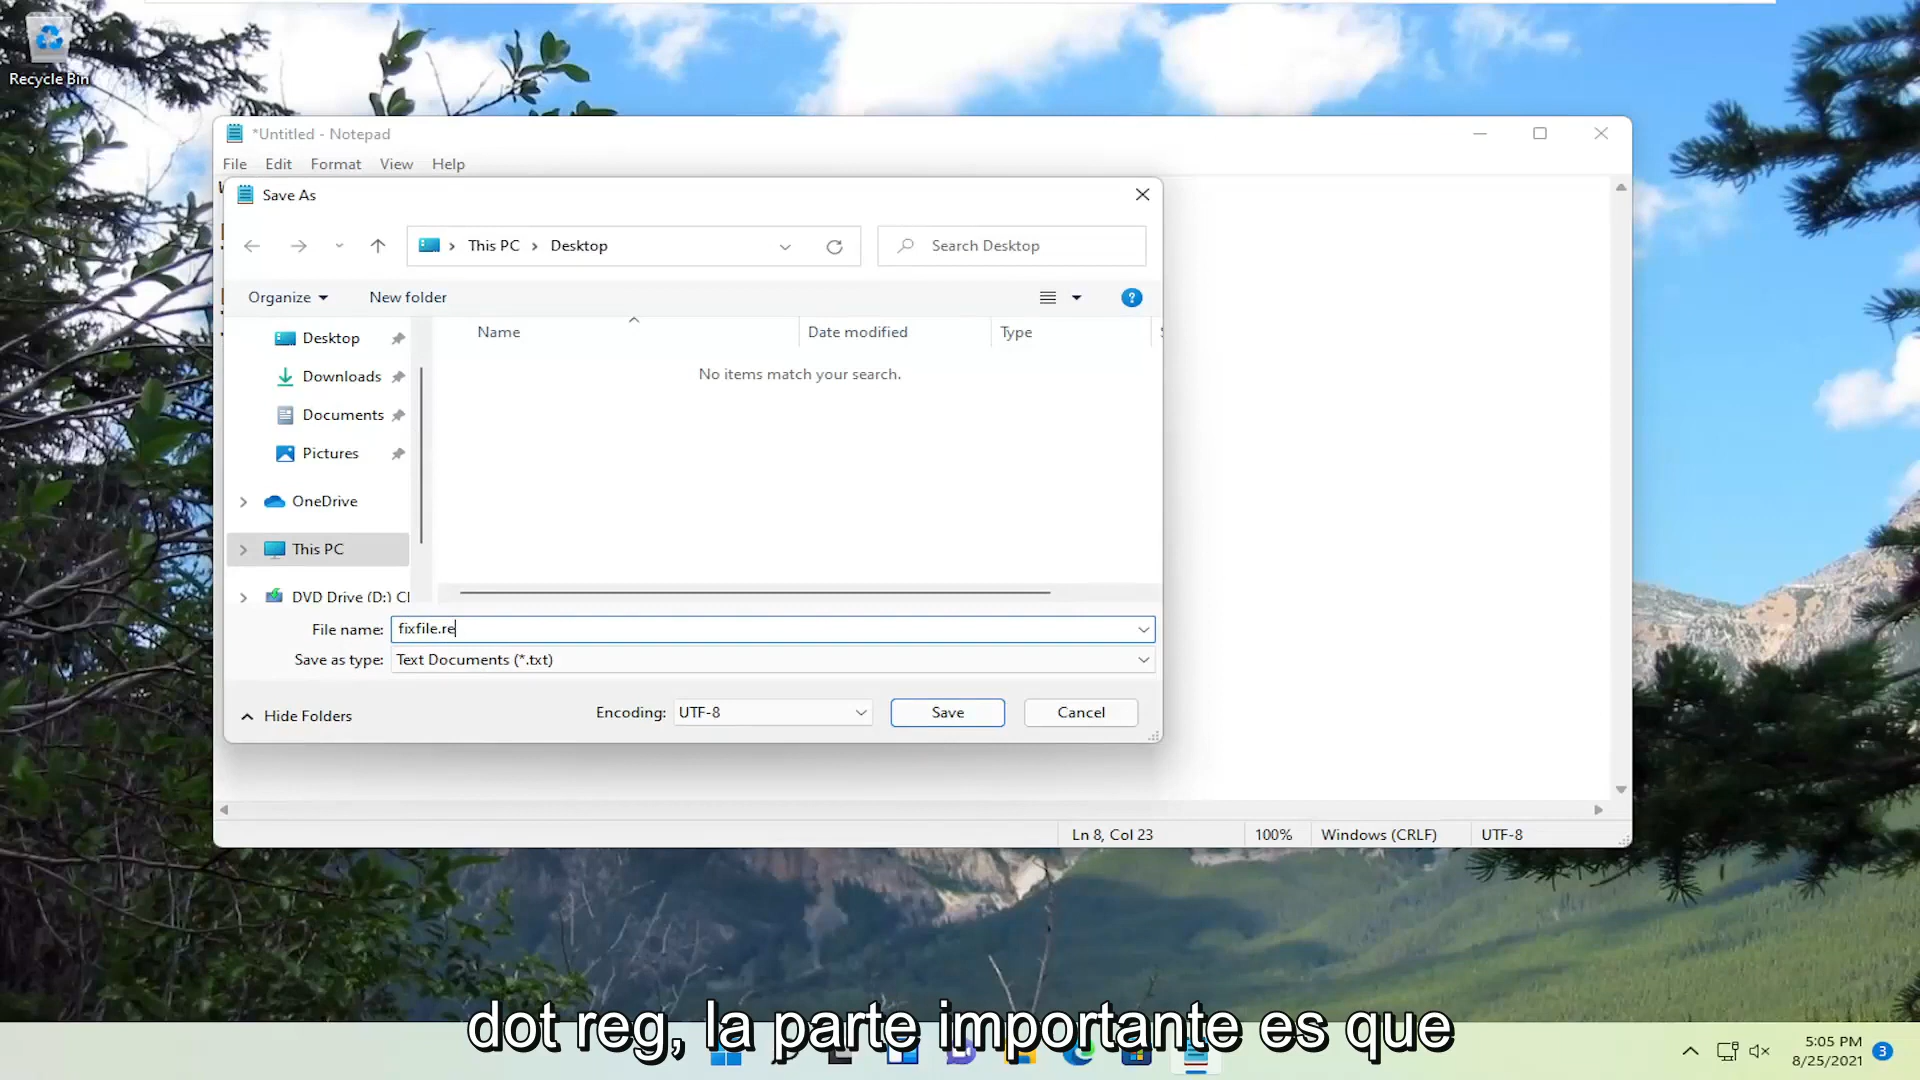 Recycle Bin
*Untitled - Notepad
File Edit Format View Help
Save As
This PC Desktop
Search Desktop
Organize New folder
Name Date modified Type
No items match your search.
Desktop
Downloads
Documents
Pictures
OneDrive
This PC
DVD Drive (D:)
File name: fixfile.re
Save as type: Text Documents (*.txt)
Hide Folders Encoding: UTF-8 Save Cancel
Ln 8, Col 23 100% Windows (CRLF) UTF-8
dot reg, la parte importante es que
5:05 PM
8/25/2021
3